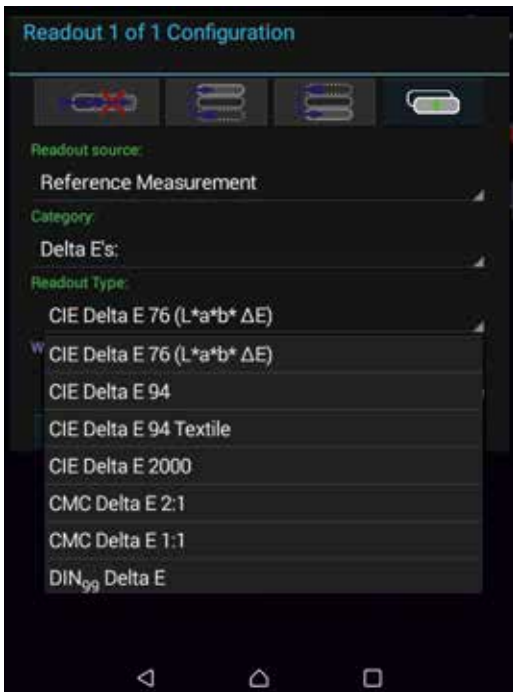 Readout 1 of 1 Configuration
Readout source:
Reference Measurement
Category:
Delta E's:
Readout Type:
CIE Delta E 76 (L*a*b* ΔE)
CIE Delta E 76 (L*a*b* ΔE)
CIE Delta E 94
CIE Delta E 94 Textile
CIE Delta E 2000
CMC Delta E 2:1
CMC Delta E 1:1
DIN₉₉ Delta E